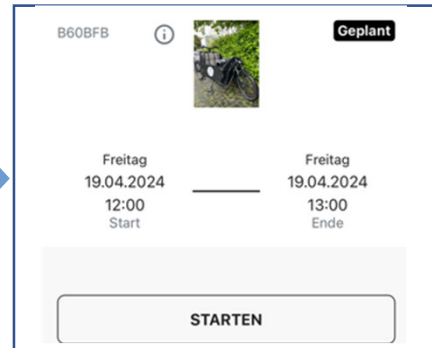 B60BFB Geplant
Freitag Freitag
19.04.2024 19.04.2024
12:00 13:00
Start Ende
STARTEN